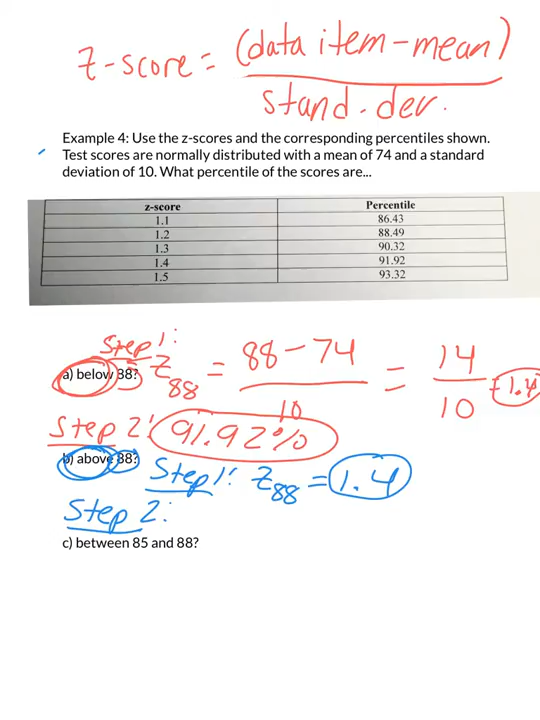 z-score = (data item - mean)
stand. dev.
Example 4: Use the z-scores and the corresponding percentiles shown.
Test scores are normally distributed with a mean of 74 and a standard
deviation of 10. What percentile of the scores are...
z-score Percentile
1.1 86.43
1.2 88.49
1.3 90.32
1.4 91.92
1.5 93.32
Step 1:
a) below 88? z88 = 88 - 74 / 10 = 14 / 10 = 1.4
Step 2: 91.92%
b) above 88? Step 1: z88 = 1.4
Step 2:
c) between 85 and 88?